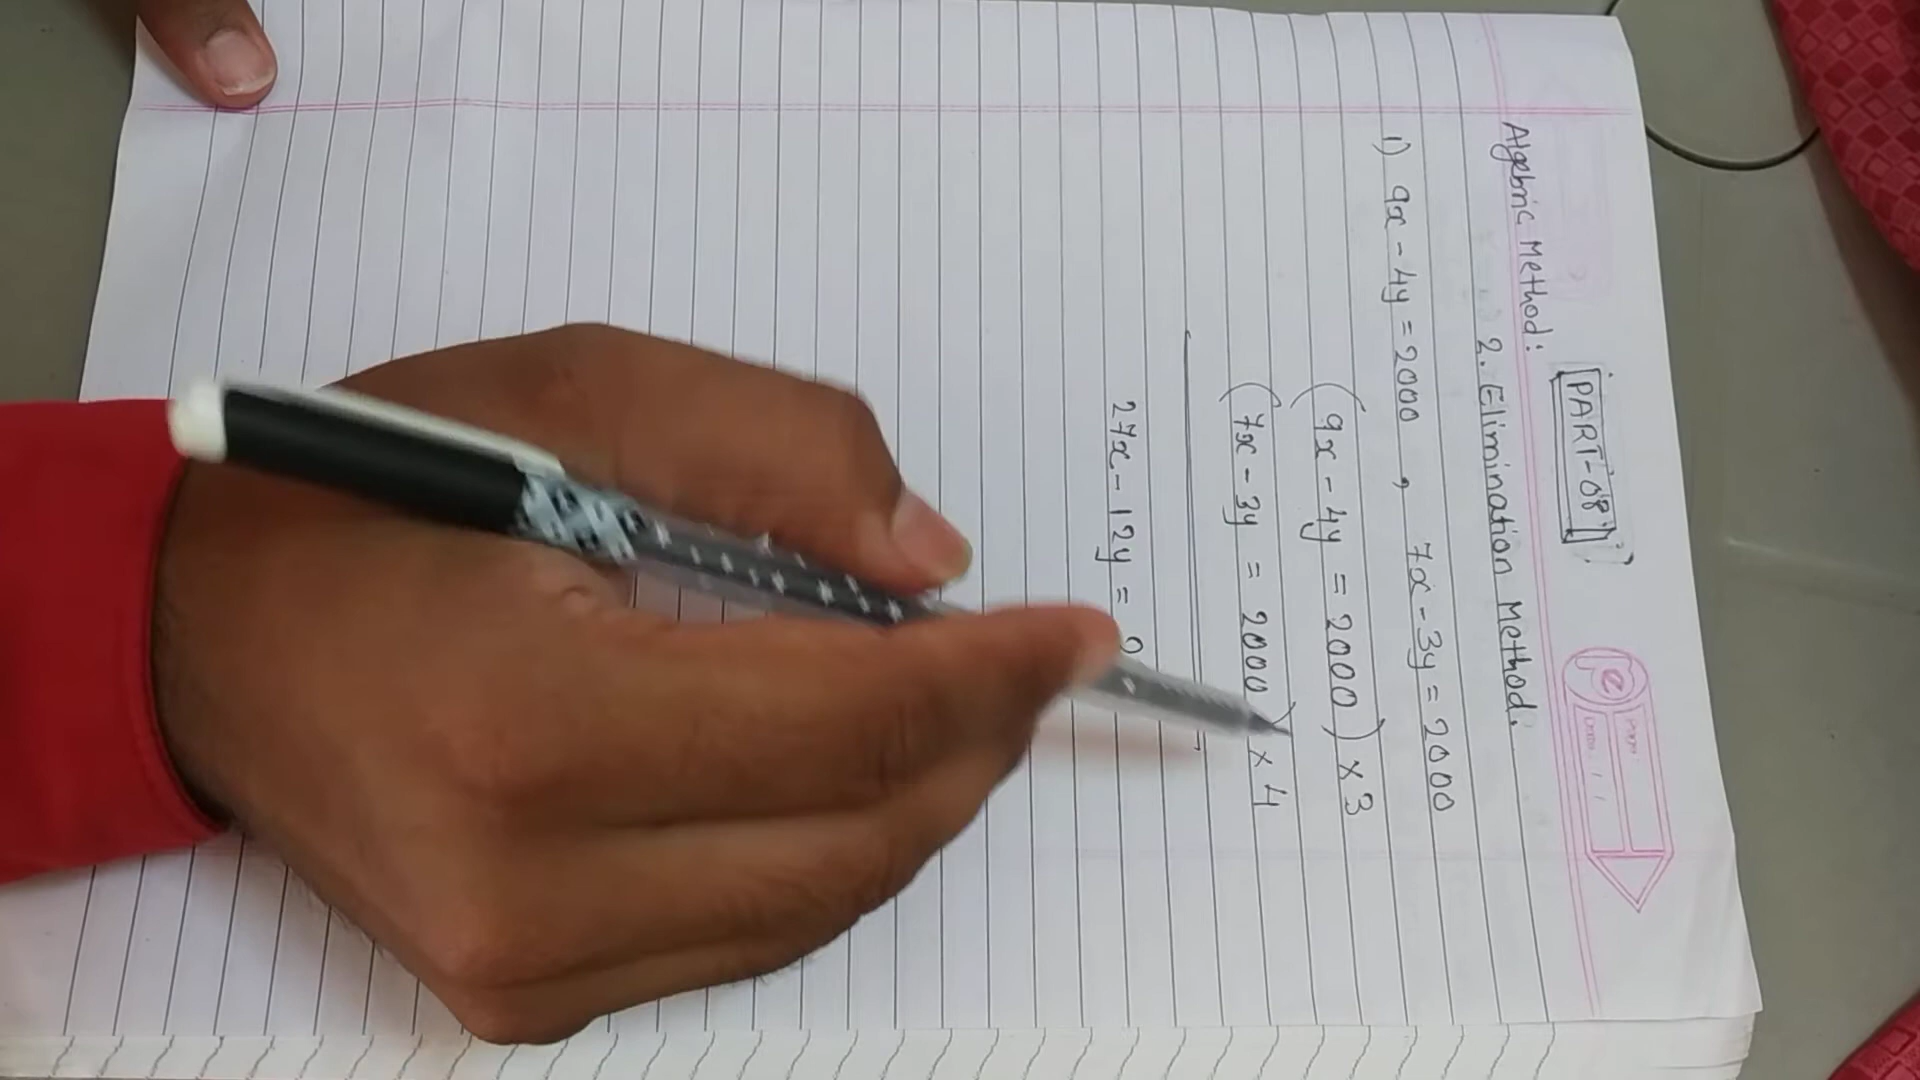 PART-08
Algebric Method:
2. Elimination Method.
1) 9x - 4y = 2000 , 7x - 3y = 2000
(9x - 4y = 2000) x 3
(7x - 3y = 2000) x 4
27x - 12y =